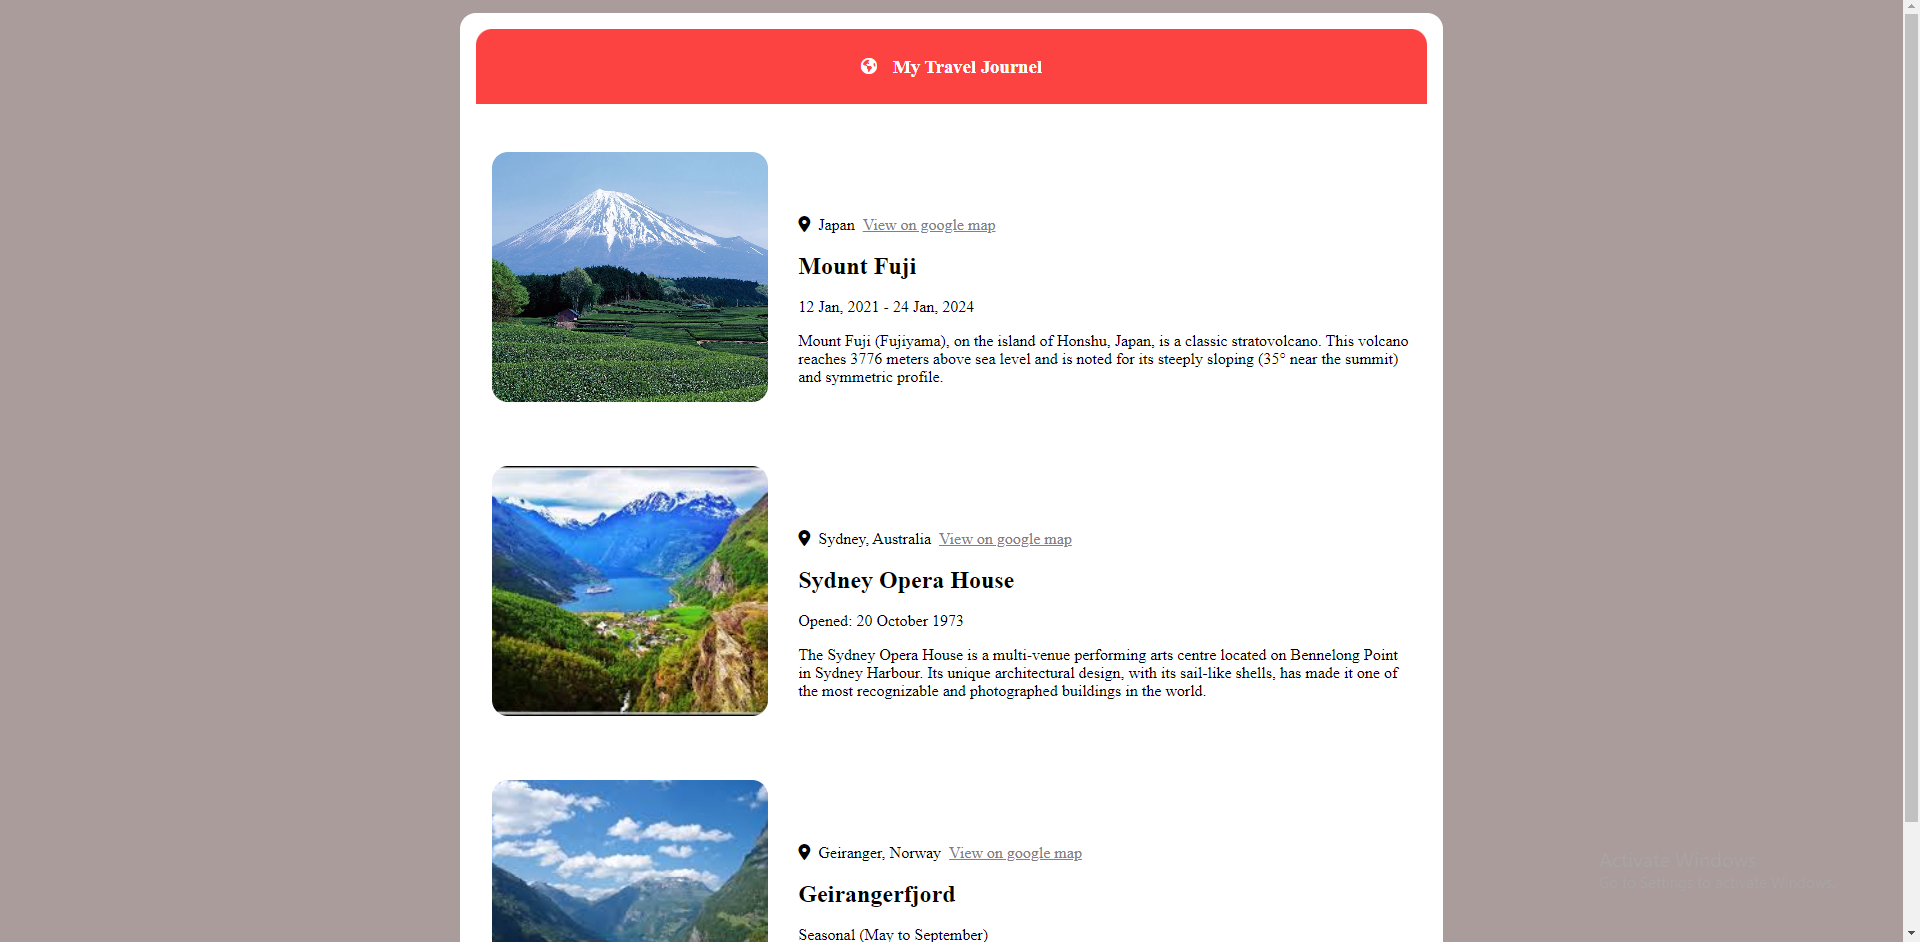 My Travel Journel
Japan View on google map
Mount Fuji
12 Jan, 2021 - 24 Jan, 2024
Mount Fuji (Fujiyama), on the island of Honshu, Japan, is a classic stratovolcano. This volcano
reaches 3776 meters above sea level and is noted for its steeply sloping (35° near the summit)
and symmetric profile.
Sydney, Australia View on google map
Sydney Opera House
Opened: 20 October 1973
The Sydney Opera House is a multi-venue performing arts centre located on Bennelong Point
in Sydney Harbour. Its unique architectural design, with its sail-like shells, has made it one of
the most recognizable and photographed buildings in the world.
Geiranger, Norway View on google map
Geirangerfjord
Seasonal (May to September)
Activate Windows
Go to Settings to activate Windows.